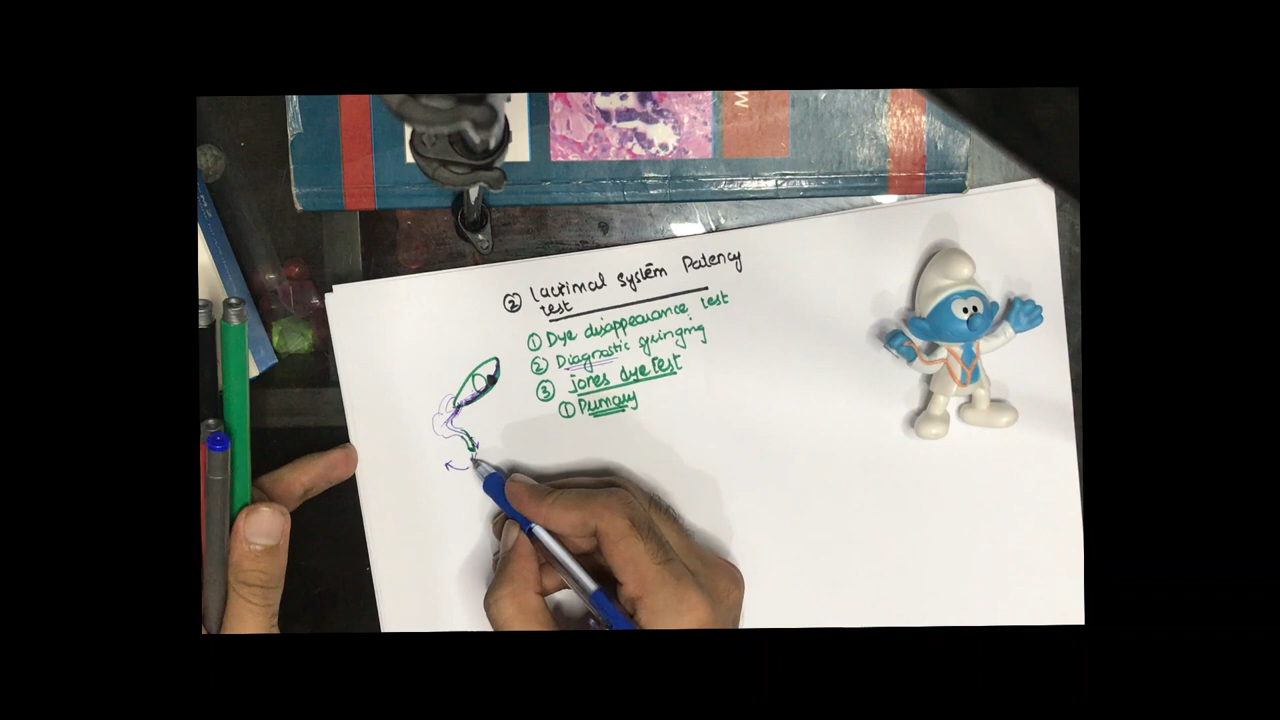 ② Lacrimal System Patency
test
① Dye disappearance test
② Diagnostic syringing
③ Jones dye test
① Primary
M